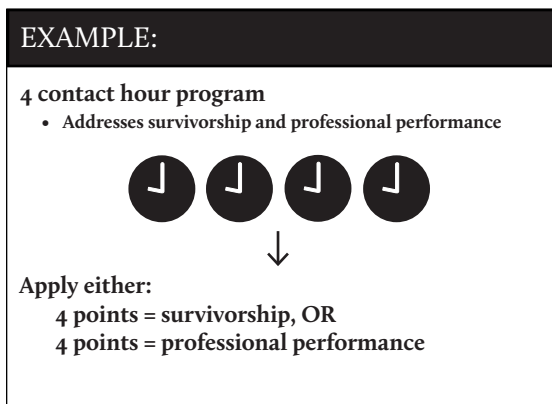 EXAMPLE:
4 contact hour program
• Addresses survivorship and professional performance
Apply either:
4 points = survivorship, OR
4 points = professional performance